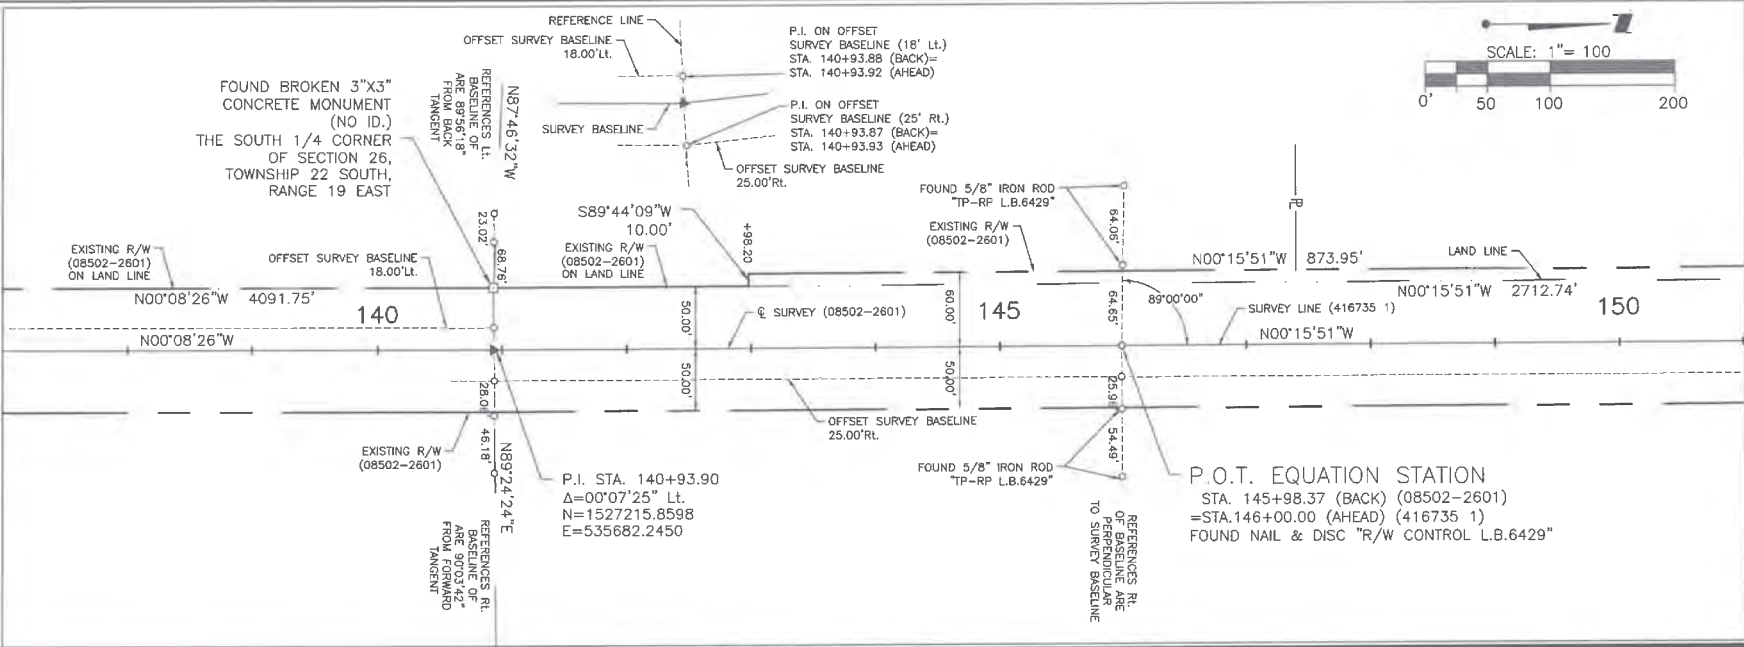 REFERENCE LINE
OFFSET SURVEY BASELINE
18.00'Lt.
P.I. ON OFFSET
SURVEY BASELINE (18' Lt.)
STA. 140+93.88 (BACK)=
STA. 140+93.92 (AHEAD)
SURVEY BASELINE
P.I. ON OFFSET
SURVEY BASELINE (25' Rt.)
STA. 140+93.87 (BACK)=
STA. 140+93.93 (AHEAD)
OFFSET SURVEY BASELINE
25.00'Rt.
SCALE: 1"= 100
0' 50 100 200
FOUND BROKEN 3"X3"
CONCRETE MONUMENT
(NO ID.)
THE SOUTH 1/4 CORNER
OF SECTION 26,
TOWNSHIP 22 SOUTH,
RANGE 19 EAST
REFERENCES Lt.
BASELINE OF
ARE 89°56'18"
FROM BACK
TANGENT
N87°46'32"W
23.02'
68.76'
S89°44'09"W
10.00'
+98.20
EXISTING R/W
(08502-2601)
ON LAND LINE
OFFSET SURVEY BASELINE
18.00'Lt.
EXISTING R/W
(08502-2601)
ON LAND LINE
FOUND 5/8" IRON ROD
"TP-RP L.B.6429"
EXISTING R/W
(08502-2601)
64.06'
PL
N00°15'51"W 873.95'
LAND LINE
N00°08'26"W 4091.75'
N00°15'51"W 2712.74'
140
145
150
50.00'
60.00'
64.65'
89°00'00"
℄ SURVEY (08502-2601)
SURVEY LINE (416735 1)
N00°08'26"W
N00°15'51"W
50.00'
50.00'
28.06
46.18'
OFFSET SURVEY BASELINE
25.00'Rt.
54.49'
EXISTING R/W
(08502-2601)
N89°24'24"E
P.I. STA. 140+93.90
Δ=00°07'25" Lt.
N=1527215.8598
E=535682.2450
REFERENCES Rt.
BASELINE OF
ARE 90°03'42"
FROM FORWARD
TANGENT
FOUND 5/8" IRON ROD
"TP-RP L.B.6429"
REFERENCES Rt.
OF BASELINE ARE
PERPENDICULAR
TO SURVEY BASELINE
P.O.T. EQUATION STATION
STA. 145+98.37 (BACK) (08502-2601)
=STA.146+00.00 (AHEAD) (416735 1)
FOUND NAIL & DISC "R/W CONTROL L.B.6429"